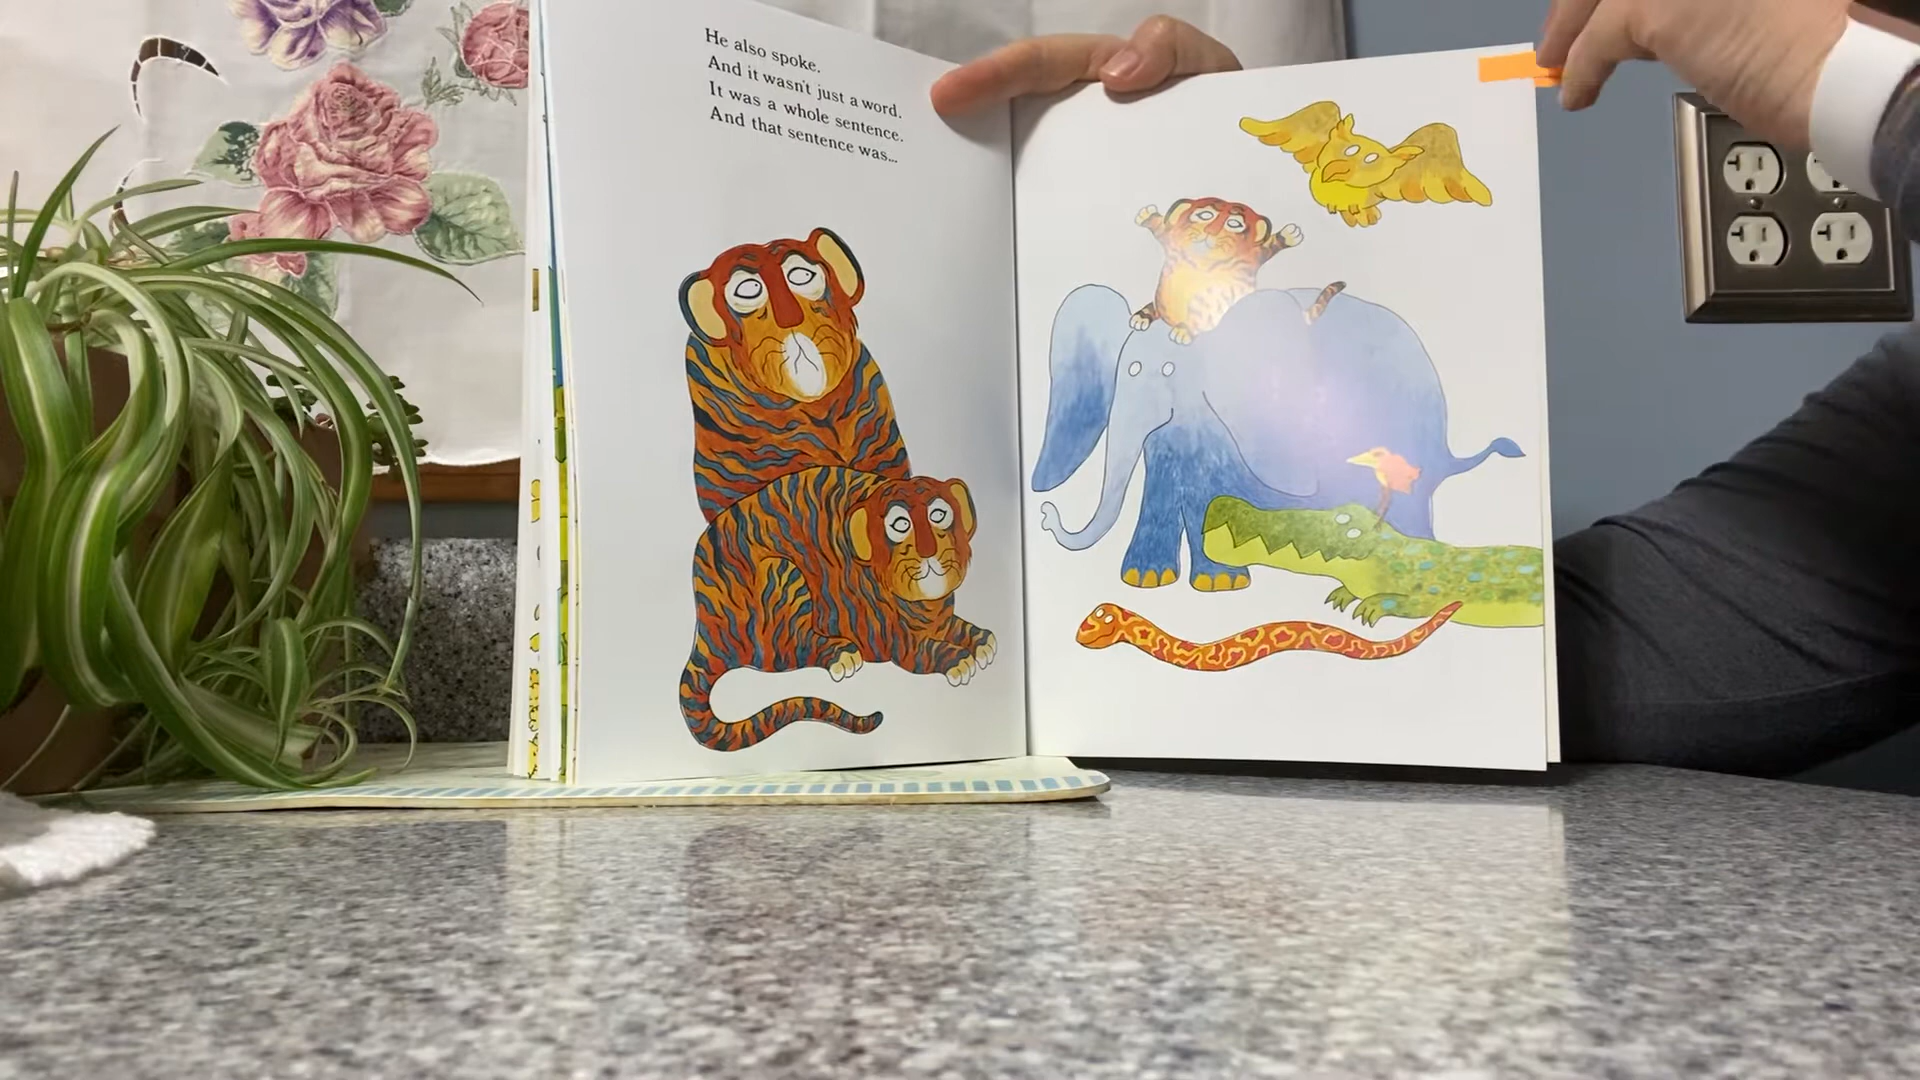 He also spoke.
And it wasn't just a word.
It was a whole sentence.
And that sentence was...